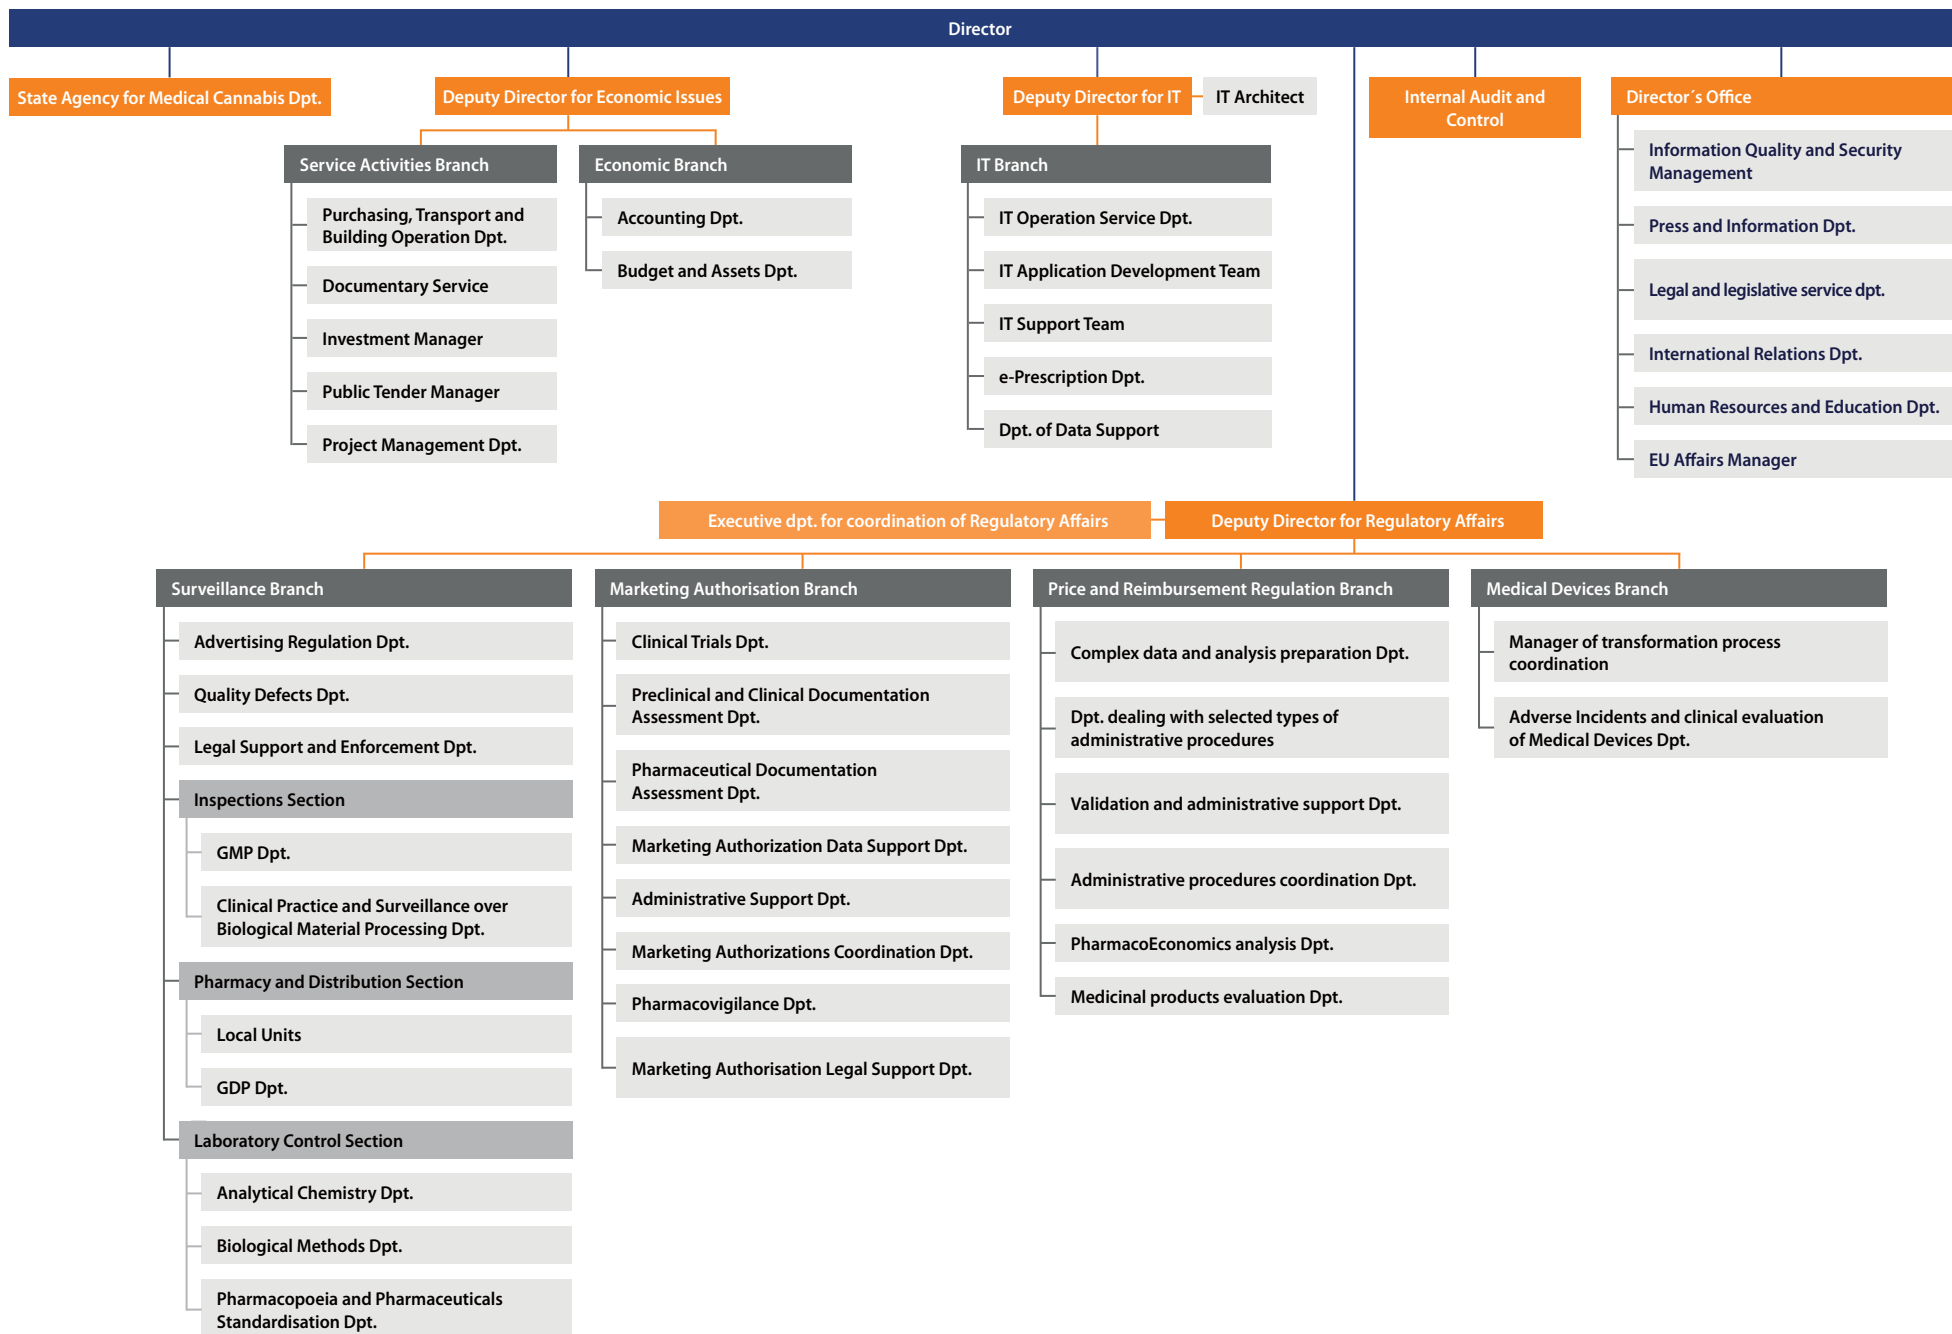 Director
State Agency for Medical Cannabis Dpt.
Deputy Director for Economic Issues
Deputy Director for IT
IT Architect
Internal Audit and
Control
Director´s Office
Service Activities Branch
Purchasing, Transport and
Building Operation Dpt.
Documentary Service
Investment Manager
Public Tender Manager
Project Management Dpt.
Economic Branch
Accounting Dpt.
Budget and Assets Dpt.
IT Branch
IT Operation Service Dpt.
IT Application Development Team
IT Support Team
e-Prescription Dpt.
Dpt. of Data Support
Information Quality and Security
Management
Press and Information Dpt.
Legal and legislative service dpt.
International Relations Dpt.
Human Resources and Education Dpt.
EU Affairs Manager
Executive dpt. for coordination of Regulatory Affairs
Deputy Director for Regulatory Affairs
Surveillance Branch
Advertising Regulation Dpt.
Quality Defects Dpt.
Legal Support and Enforcement Dpt.
Inspections Section
GMP Dpt.
Clinical Practice and Surveillance over
Biological Material Processing Dpt.
Pharmacy and Distribution Section
Local Units
GDP Dpt.
Laboratory Control Section
Analytical Chemistry Dpt.
Biological Methods Dpt.
Pharmacopoeia and Pharmaceuticals
Standardisation Dpt.
Marketing Authorisation Branch
Clinical Trials Dpt.
Preclinical and Clinical Documentation
Assessment Dpt.
Pharmaceutical Documentation
Assessment Dpt.
Marketing Authorization Data Support Dpt.
Administrative Support Dpt.
Marketing Authorizations Coordination Dpt.
Pharmacovigilance Dpt.
Marketing Authorisation Legal Support Dpt.
Price and Reimbursement Regulation Branch
Complex data and analysis preparation Dpt.
Dpt. dealing with selected types of
administrative procedures
Validation and administrative support Dpt.
Administrative procedures coordination Dpt.
PharmacoEconomics analysis Dpt.
Medicinal products evaluation Dpt.
Medical Devices Branch
Manager of transformation process
coordination
Adverse Incidents and clinical evaluation
of Medical Devices Dpt.